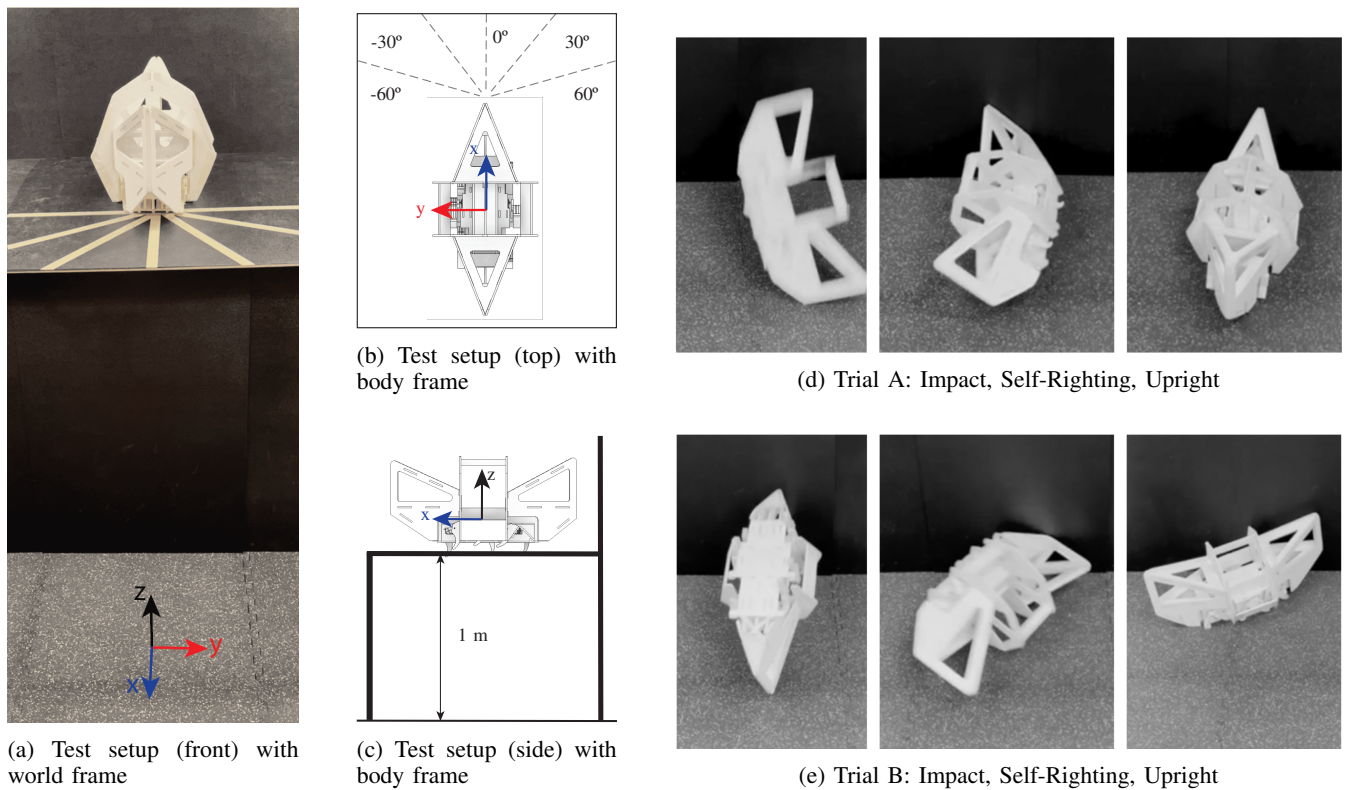 z
y
x
(a) Test setup (front) with
world frame
-30º
0º
30º
-60º
60º
x
y
(b) Test setup (top) with
body frame
z
x
1 m
(c) Test setup (side) with
body frame
(d) Trial A: Impact, Self-Righting, Upright
(e) Trial B: Impact, Self-Righting, Upright